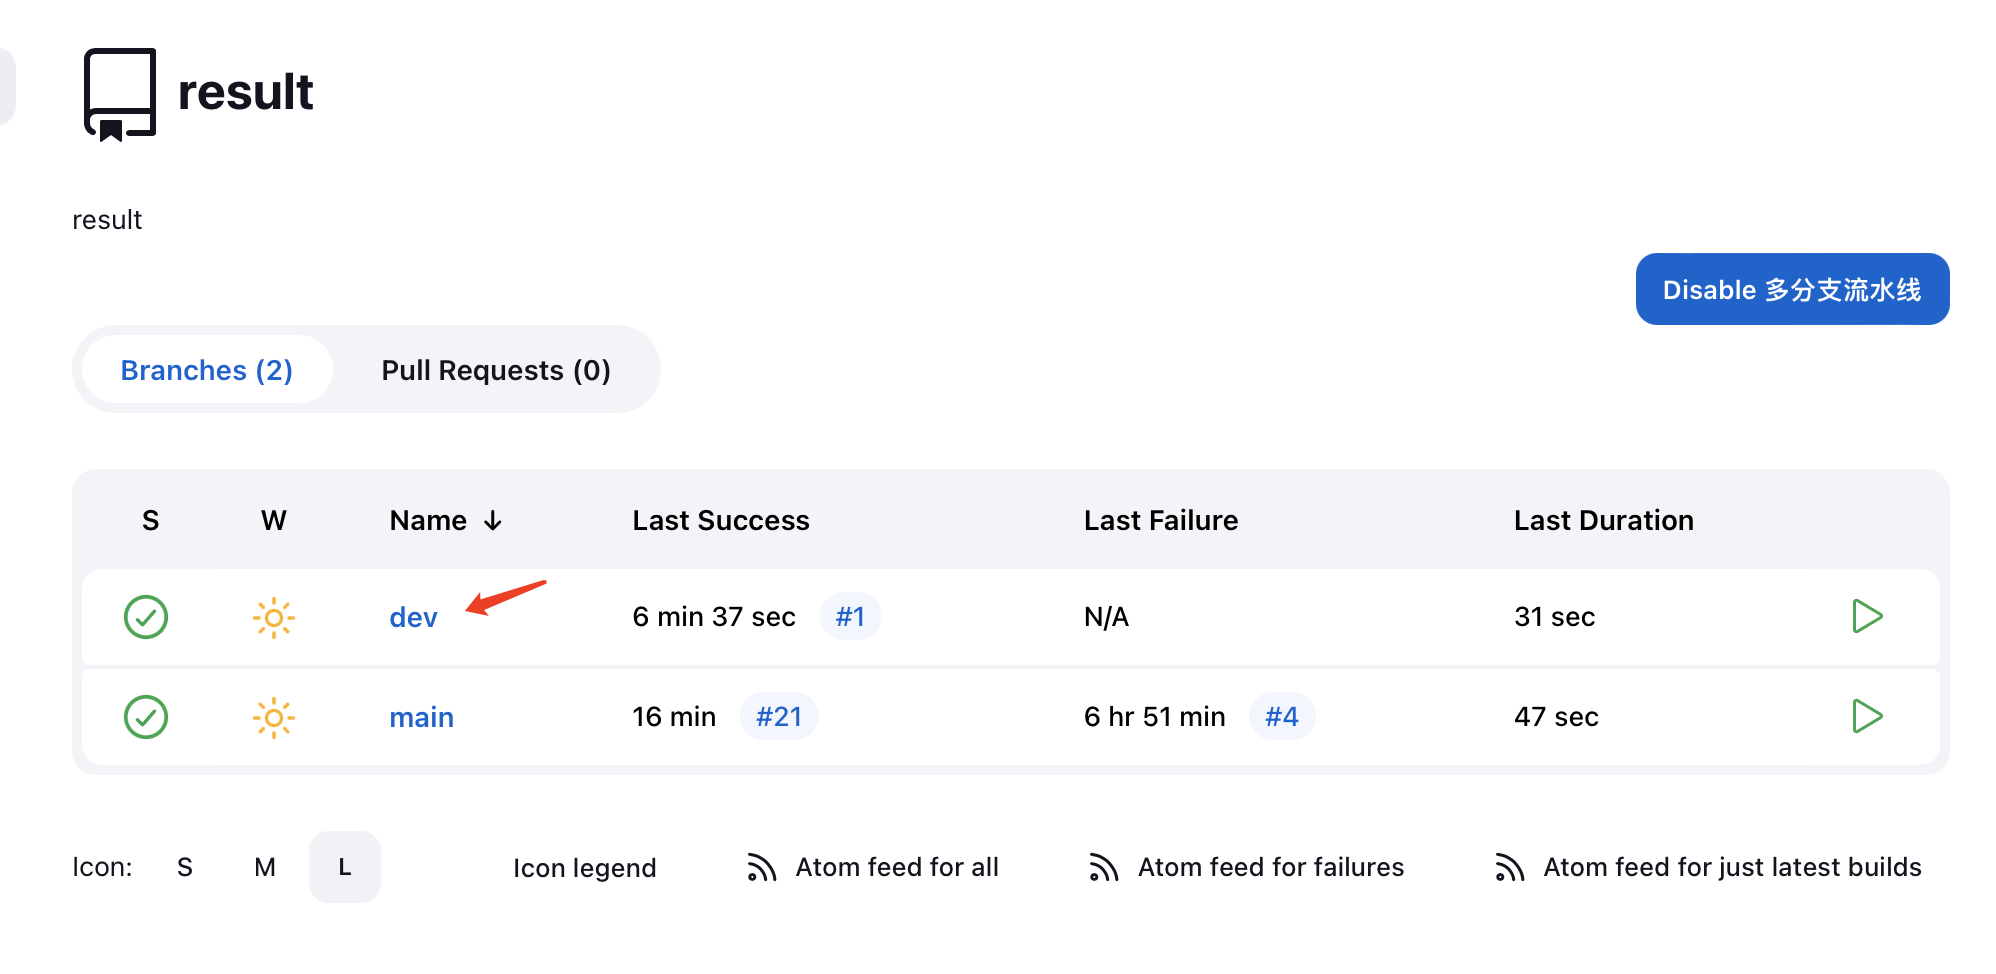 result
result
Disable 多分支流水线
Branches (2) Pull Requests (0)
S W Name ↓ Last Success Last Failure Last Duration
dev 6 min 37 sec #1 N/A 31 sec
main 16 min #21 6 hr 51 min #4 47 sec
Icon: S M L Icon legend Atom feed for all Atom feed for failures Atom feed for just latest builds